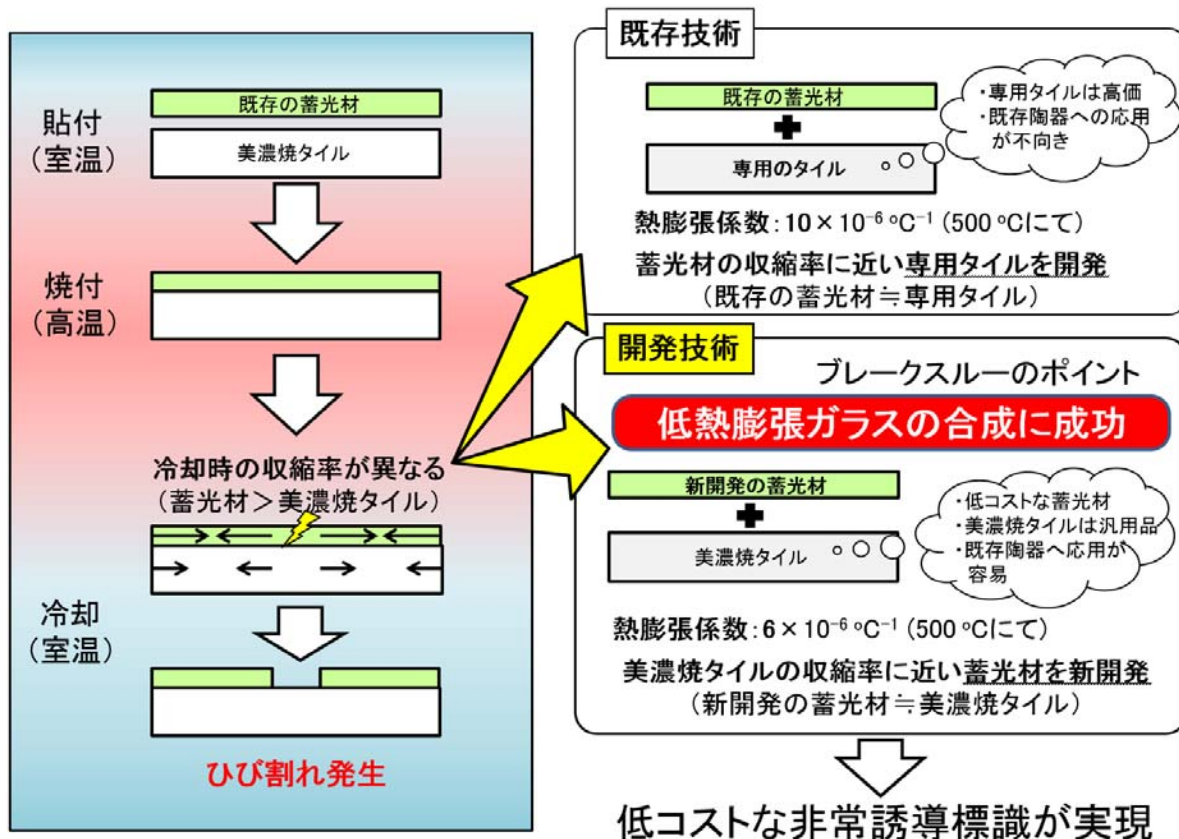 貼付
(室温)
既存の蓄光材
美濃焼タイル
焼付
(高温)
冷却時の収縮率が異なる
(蓄光材>美濃焼タイル)
冷却
(室温)
ひび割れ発生
既存技術
既存の蓄光材
専用のタイル
・専用タイルは高価
・既存陶器への応用
が不向き
熱膨張係数:10×10⁻⁶ ℃⁻¹ (500 ℃にて)
蓄光材の収縮率に近い専用タイルを開発
(既存の蓄光材≒専用タイル)
開発技術
ブレークスルーのポイント
低熱膨張ガラスの合成に成功
新開発の蓄光材
美濃焼タイル
・低コストな蓄光材
・美濃焼タイルは汎用品
・既存陶器へ応用が
容易
熱膨張係数:6×10⁻⁶ ℃⁻¹ (500 ℃にて)
美濃焼タイルの収縮率に近い蓄光材を新開発
(新開発の蓄光材≒美濃焼タイル)
低コストな非常誘導標識が実現